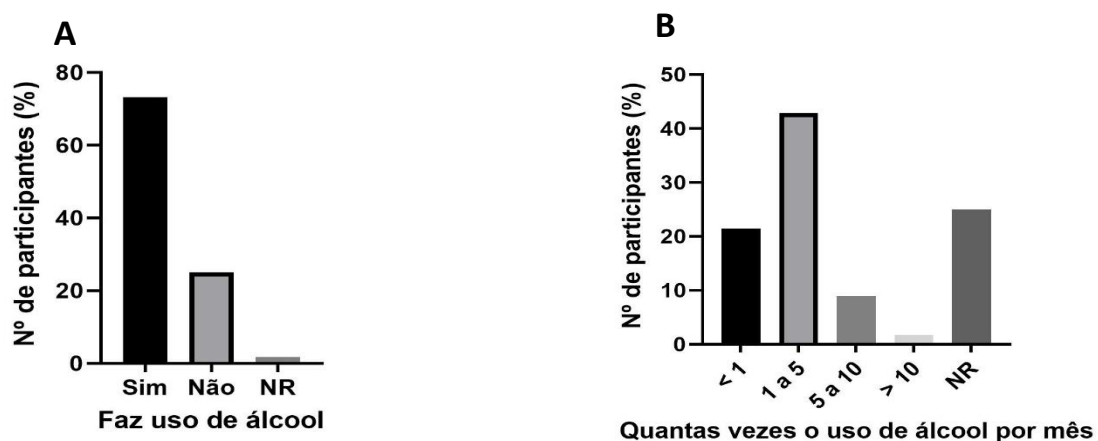 A
Nº de participantes (%)
80
60
40
20
0
Sim Não NR
Faz uso de álcool
B
Nº de participantes (%)
50
40
30
20
10
0
< 1
1 a 5
5 a 10
> 10
NR
Quantas vezes o uso de álcool por mês